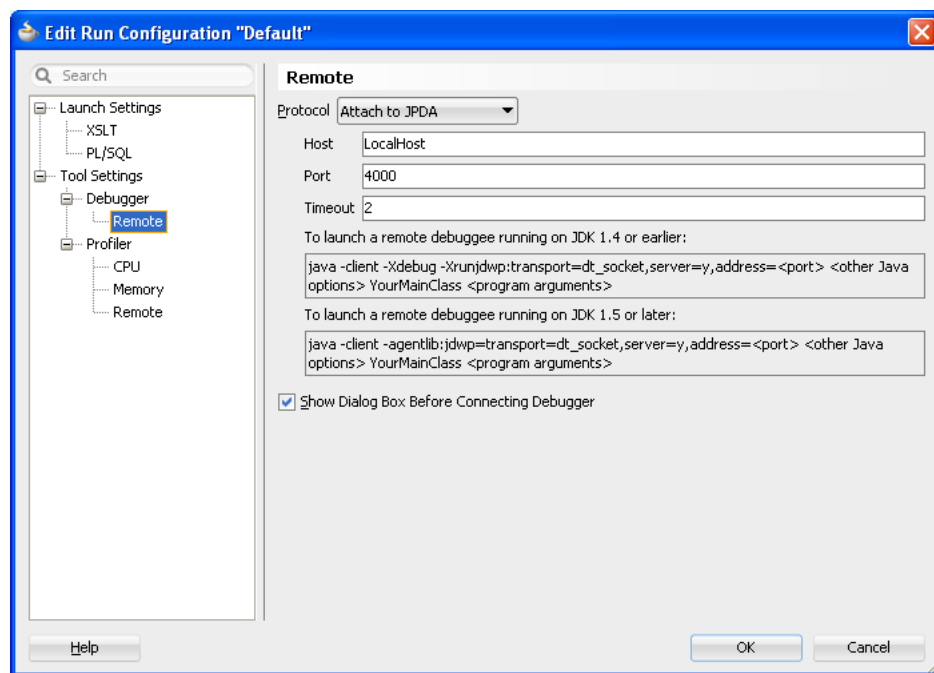 Edit Run Configuration "Default"
Search
Launch Settings
XSLT
PL/SQL
Tool Settings
Debugger
Remote
Profiler
CPU
Memory
Remote
Remote
Protocol Attach to JPDA
Host LocalHost
Port 4000
Timeout 2
To launch a remote debuggee running on JDK 1.4 or earlier:
java -client -Xdebug -Xrunjdwp:transport=dt_socket,server=y,address=<port> <other Java
options> YourMainClass <program arguments>
To launch a remote debuggee running on JDK 1.5 or later:
java -client -agentlib:jdwp=transport=dt_socket,server=y,address=<port> <other Java
options> YourMainClass <program arguments>
Show Dialog Box Before Connecting Debugger
Help
OK
Cancel